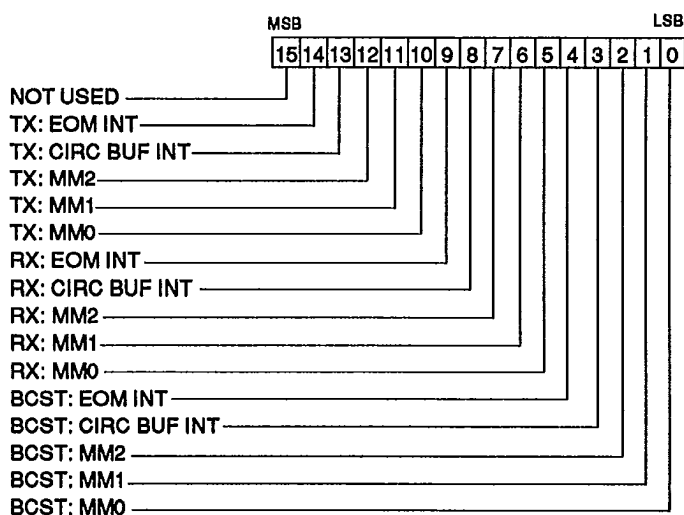 MSB LSB
15 14 13 12 11 10 9 8 7 6 5 4 3 2 1 0
NOT USED
TX: EOM INT
TX: CIRC BUF INT
TX: MM2
TX: MM1
TX: MM0
RX: EOM INT
RX: CIRC BUF INT
RX: MM2
RX: MM1
RX: MM0
BCST: EOM INT
BCST: CIRC BUF INT
BCST: MM2
BCST: MM1
BCST: MM0